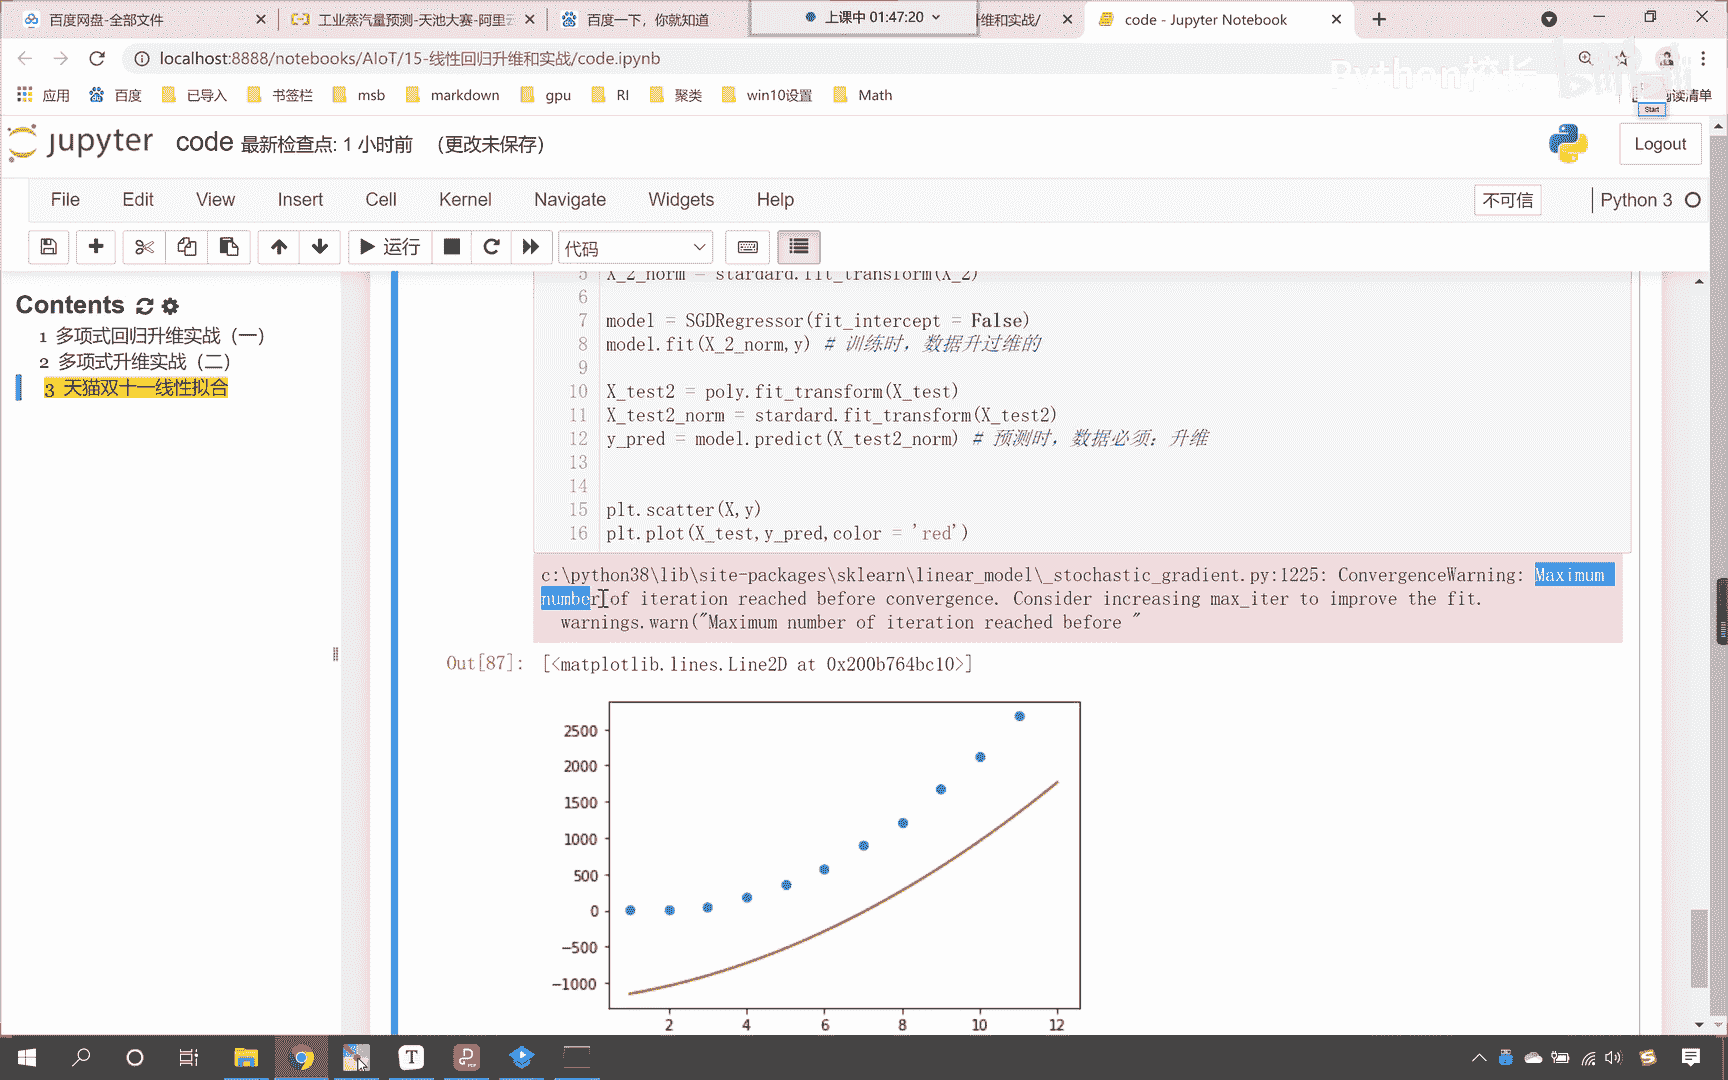 百度网盘-全部文件
工业蒸汽量预测-天池大赛-阿里云
百度一下，你就知道
上课中 01:47:20
维和实战/
code - Jupyter Notebook
localhost:8888/notebooks/AIoT/15-线性回归升维和实战/code.ipynb
应用 百度 已导入 书签栏 msb markdown gpu RI 聚类 win10设置 Math 阅读清单
Start
jupyter code 最新检查点: 1 小时前 (更改未保存)
Logout
File Edit View Insert Cell Kernel Navigate Widgets Help
不可信 Python 3
运行 代码
Contents
1 多项式回归升维实战（一）
2 多项式升维实战（二）
3 天猫双十一线性拟合
5 X_2_norm = stardard.fit_transform(X_2)
6
7 model = SGDRegressor(fit_intercept = False)
8 model.fit(X_2_norm,y) # 训练时，数据升过维的
9
10 X_test2 = poly.fit_transform(X_test)
11 X_test2_norm = stardard.fit_transform(X_test2)
12 y_pred = model.predict(X_test2_norm) # 预测时，数据必须：升维
13
14
15 plt.scatter(X,y)
16 plt.plot(X_test,y_pred,color = 'red')
c:\python38\lib\site-packages\sklearn\linear_model\_stochastic_gradient.py:1225: ConvergenceWarning: Maximum
number of iteration reached before convergence. Consider increasing max_iter to improve the fit.
warnings.warn("Maximum number of iteration reached before "
Out[87]: [<matplotlib.lines.Line2D at 0x200b764bc10>]
2500
2000
1500
1000
500
0
−500
−1000
2 4 6 8 10 12